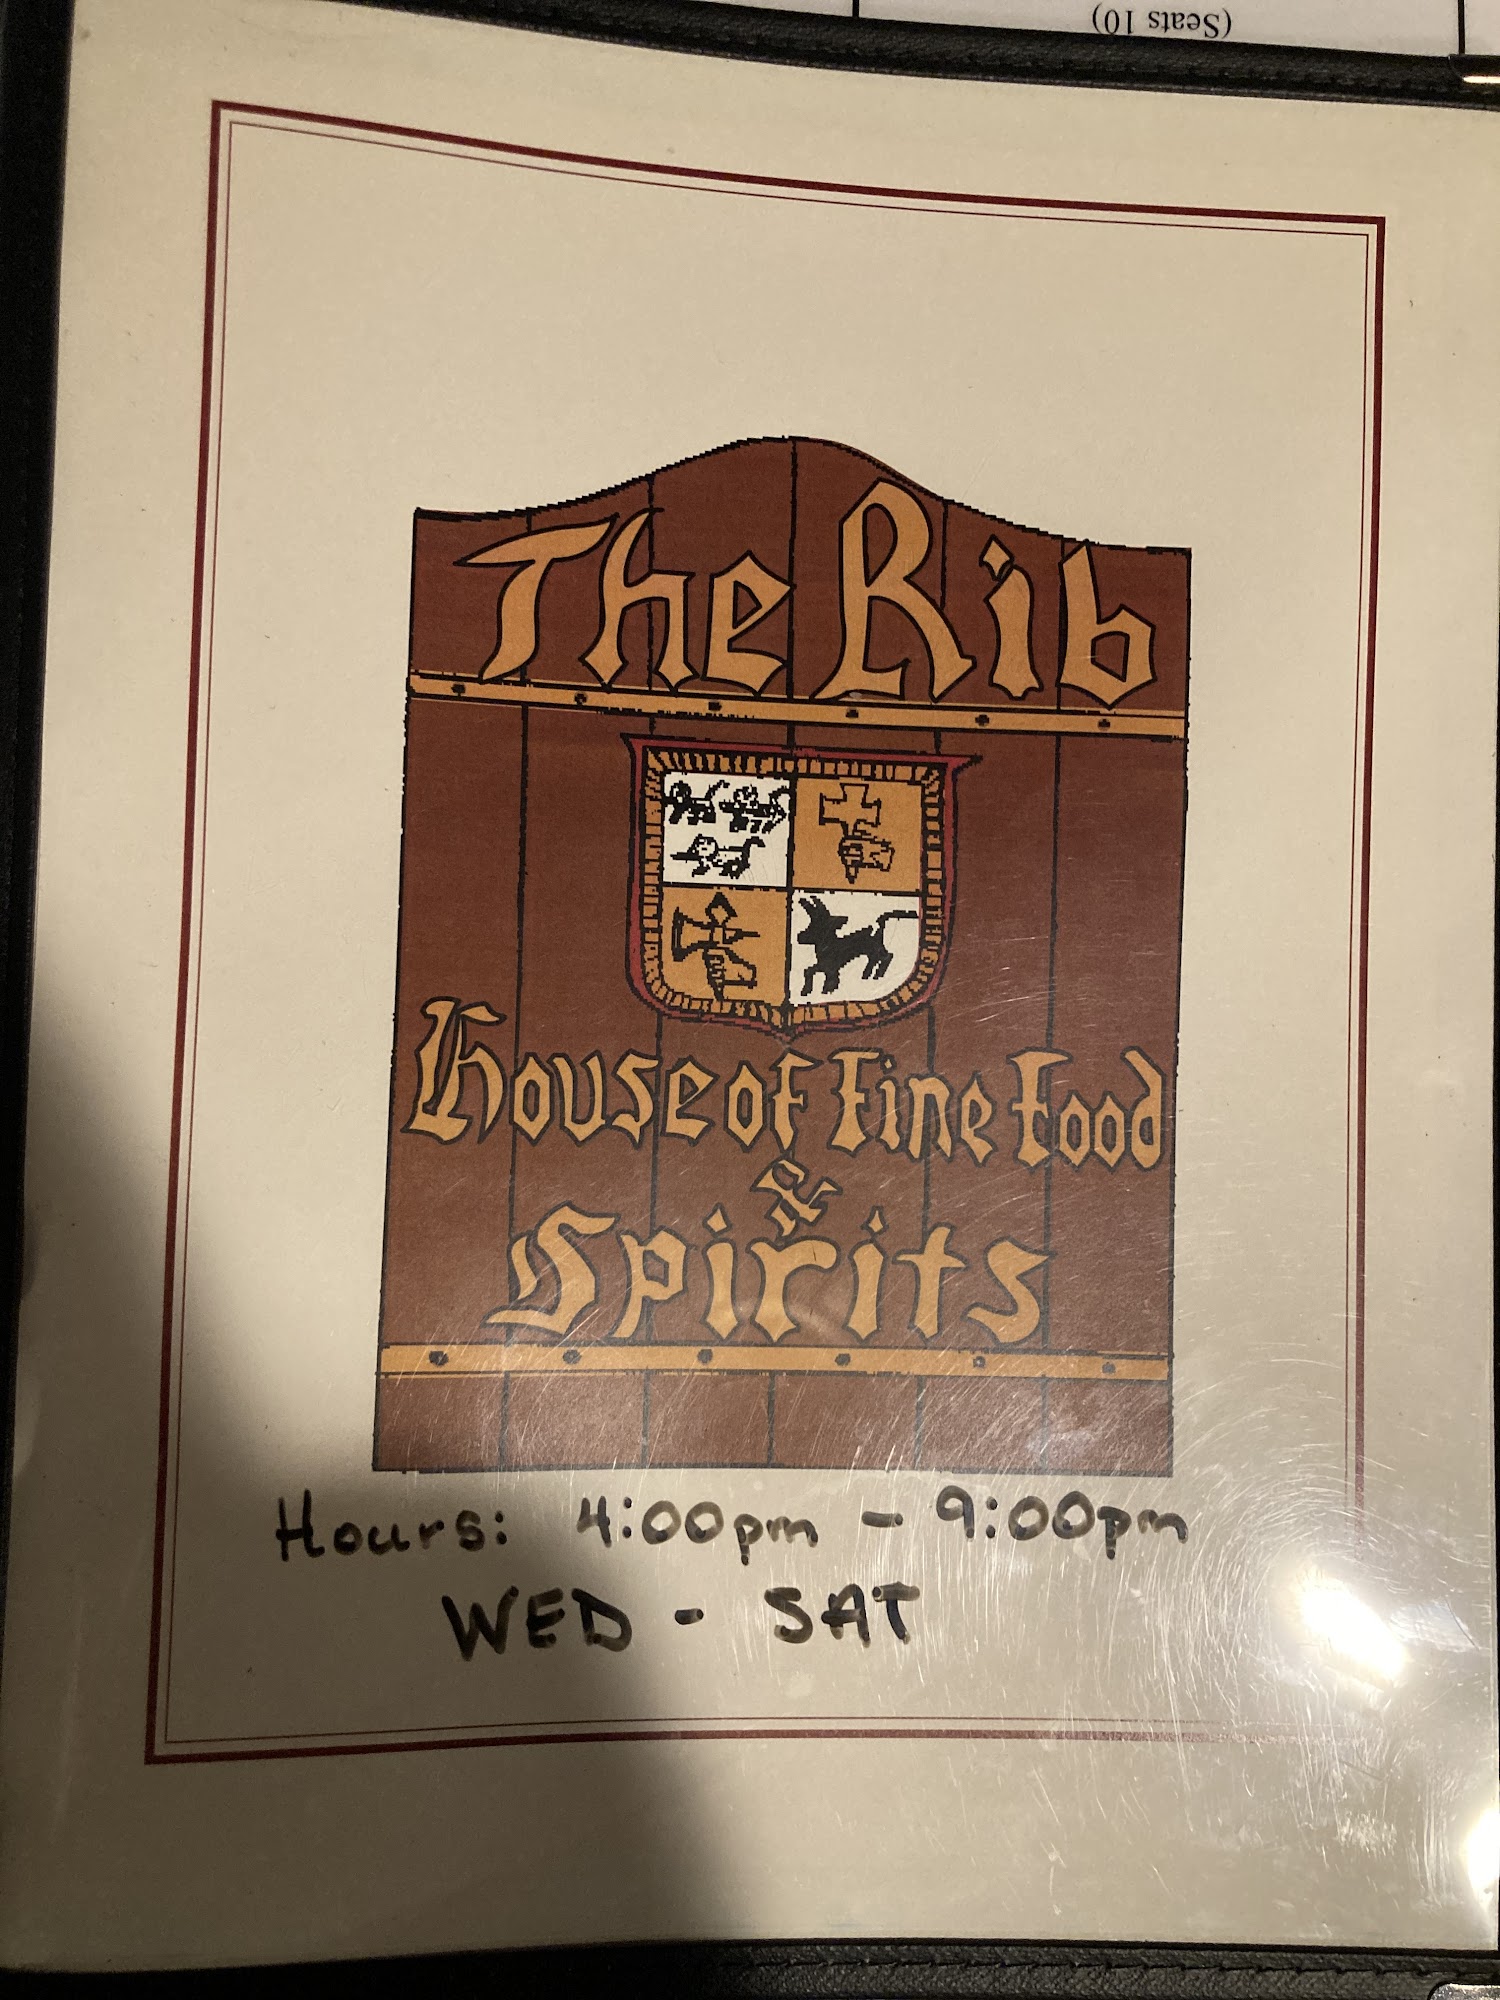 (Seats 10)
The Rib
House of Fine Food
&
Spirits
Hours: 4:00pm - 9:00pm
WED - SAT